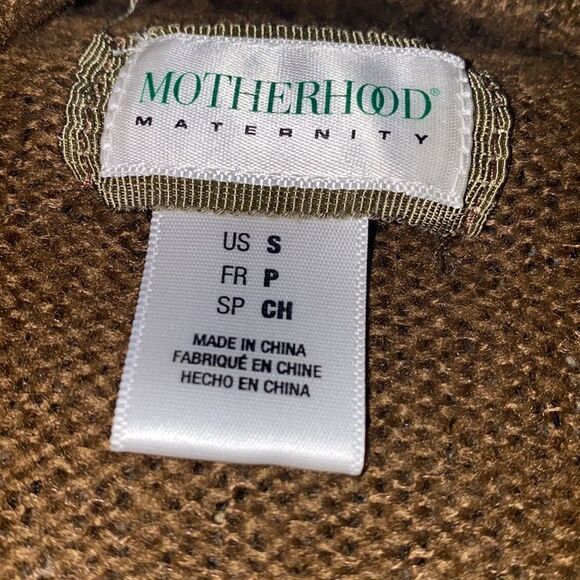 MOTHERHOOD®
MATERNITY
US S
FR P
SP CH
MADE IN CHINA
FABRIQUÉ EN CHINE
HECHO EN CHINA